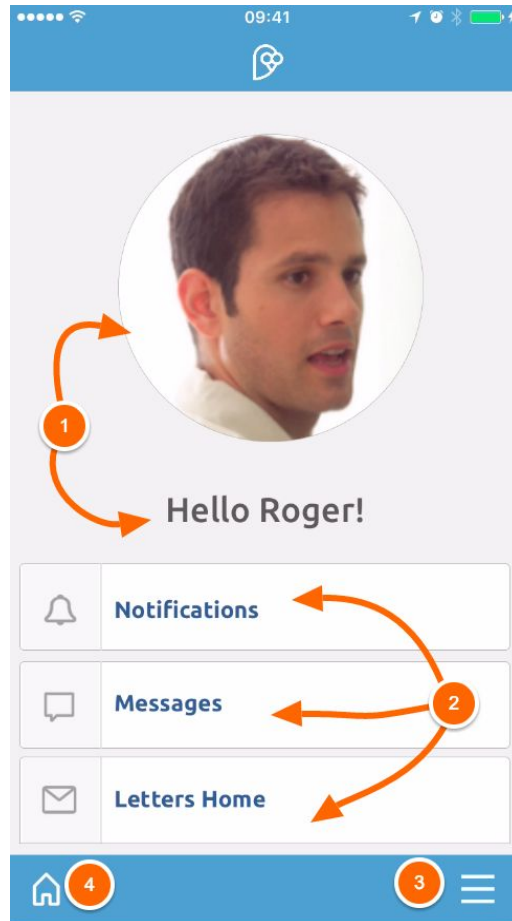 09:41
1
Hello Roger!
Notifications
Messages
2
Letters Home
4
3